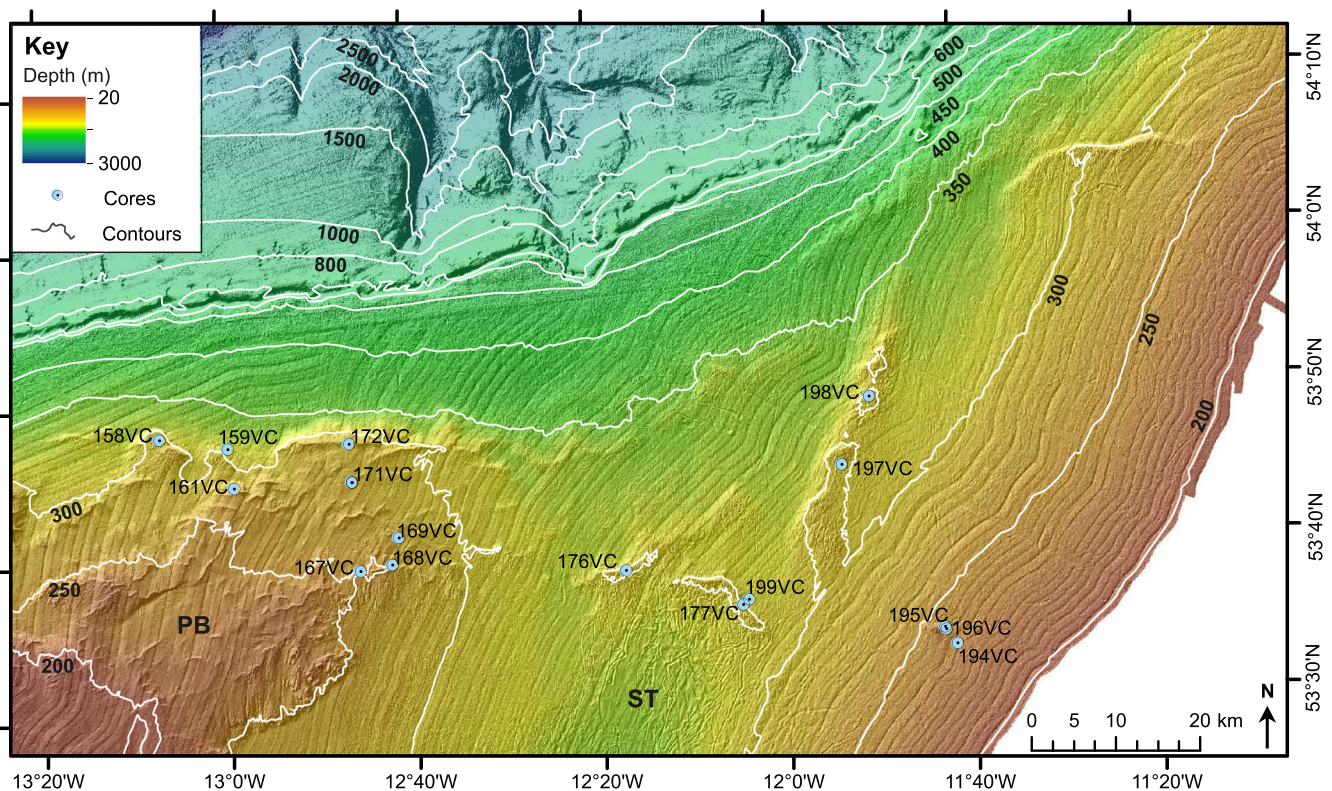 Key
Depth (m)
20
3000
Cores
Contours
2500
2000
1500
1000
800
600
500
450
400
350
300
250
200
54°10'N
54°0'N
53°50'N
53°40'N
53°30'N
198VC
197VC
158VC
159VC
172VC
161VC
171VC
169VC
167VC
168VC
176VC
199VC
177VC
195VC
196VC
194VC
300
250
200
PB
ST
N
0 5 10 20 km
13°20'W 13°0'W 12°40'W 12°20'W 12°0'W 11°40'W 11°20'W